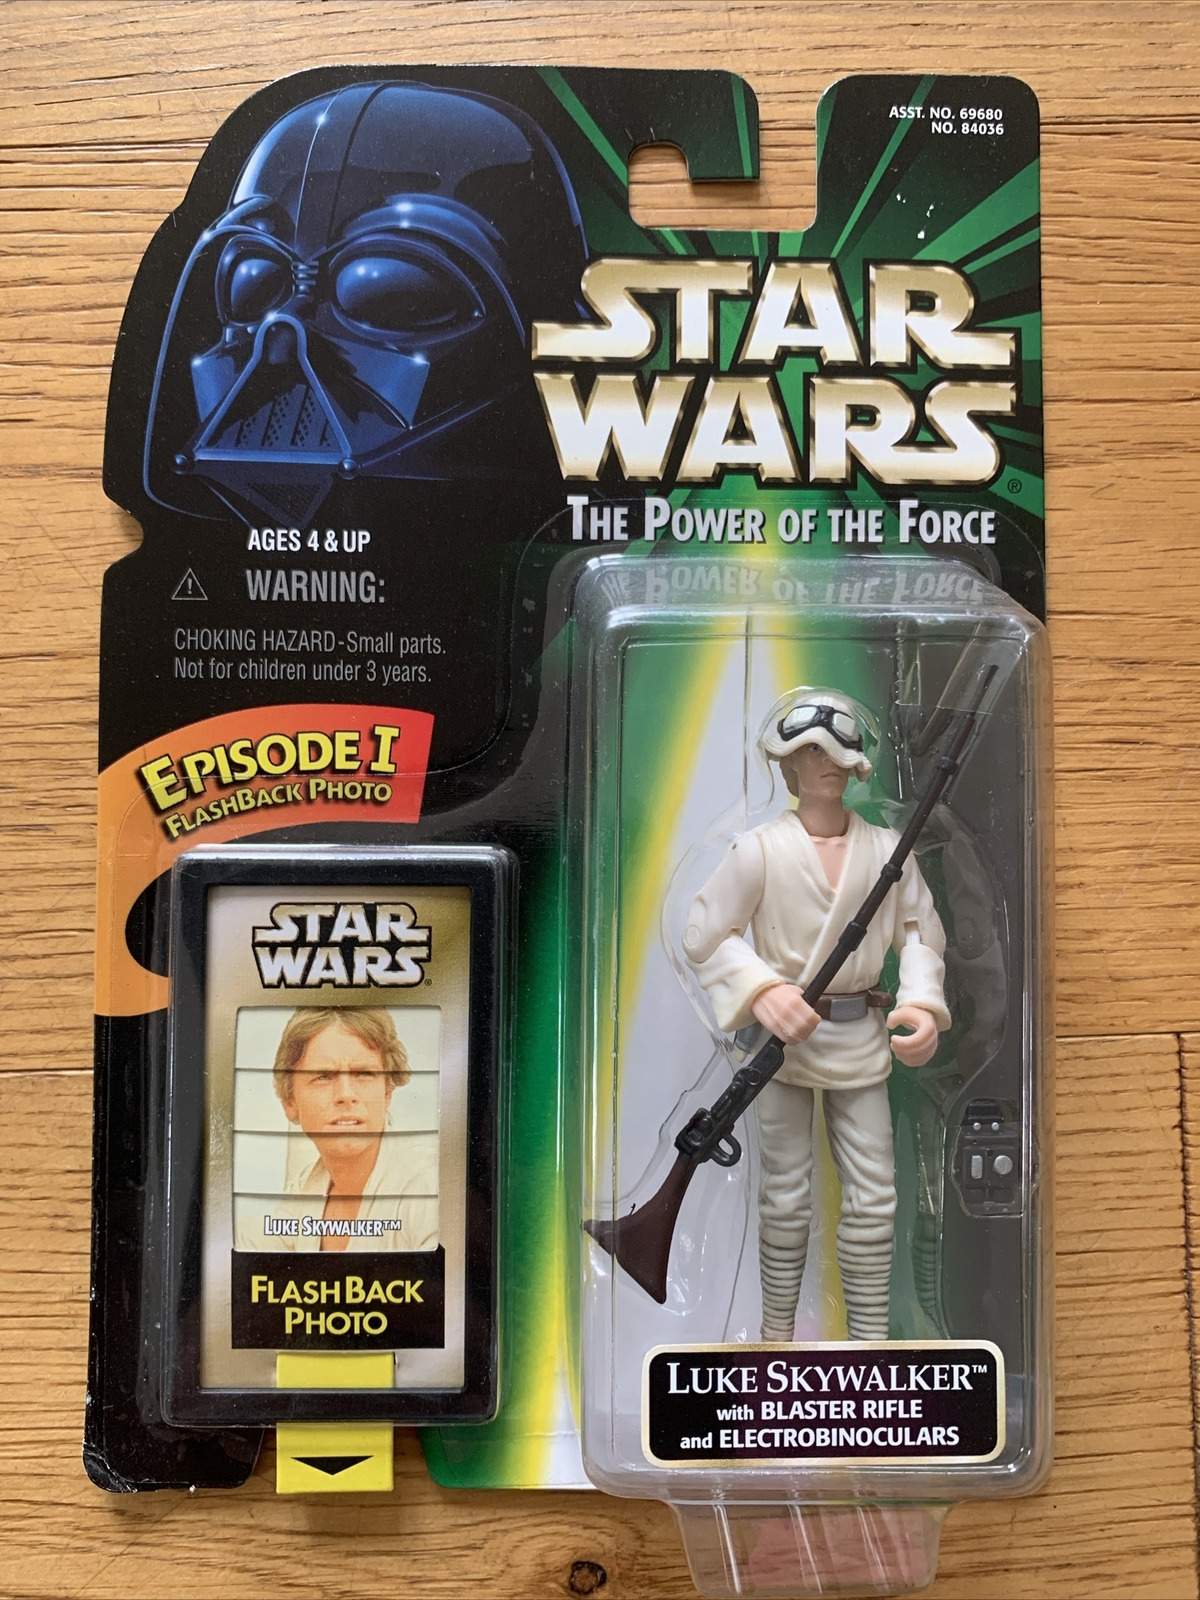 ASST. NO. 69680
NO. 84036
STAR
WARS®
THE POWER OF THE FORCE
AGES 4 & UP
WARNING:
CHOKING HAZARD-Small parts.
Not for children under 3 years.
EPISODE I
FLASHBACK PHOTO
STAR
WARS®
LUKE SKYWALKER™
FLASHBACK
PHOTO
LUKE SKYWALKER™
with BLASTER RIFLE
and ELECTROBINOCULARS